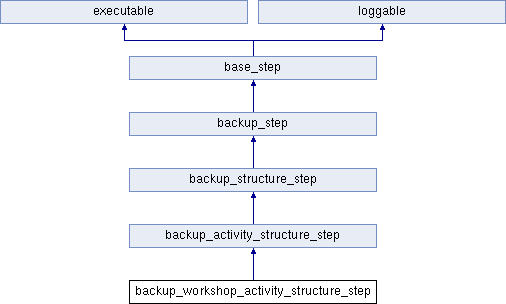 executable
loggable
base_step
backup_step
backup_structure_step
backup_activity_structure_step
backup_workshop_activity_structure_step